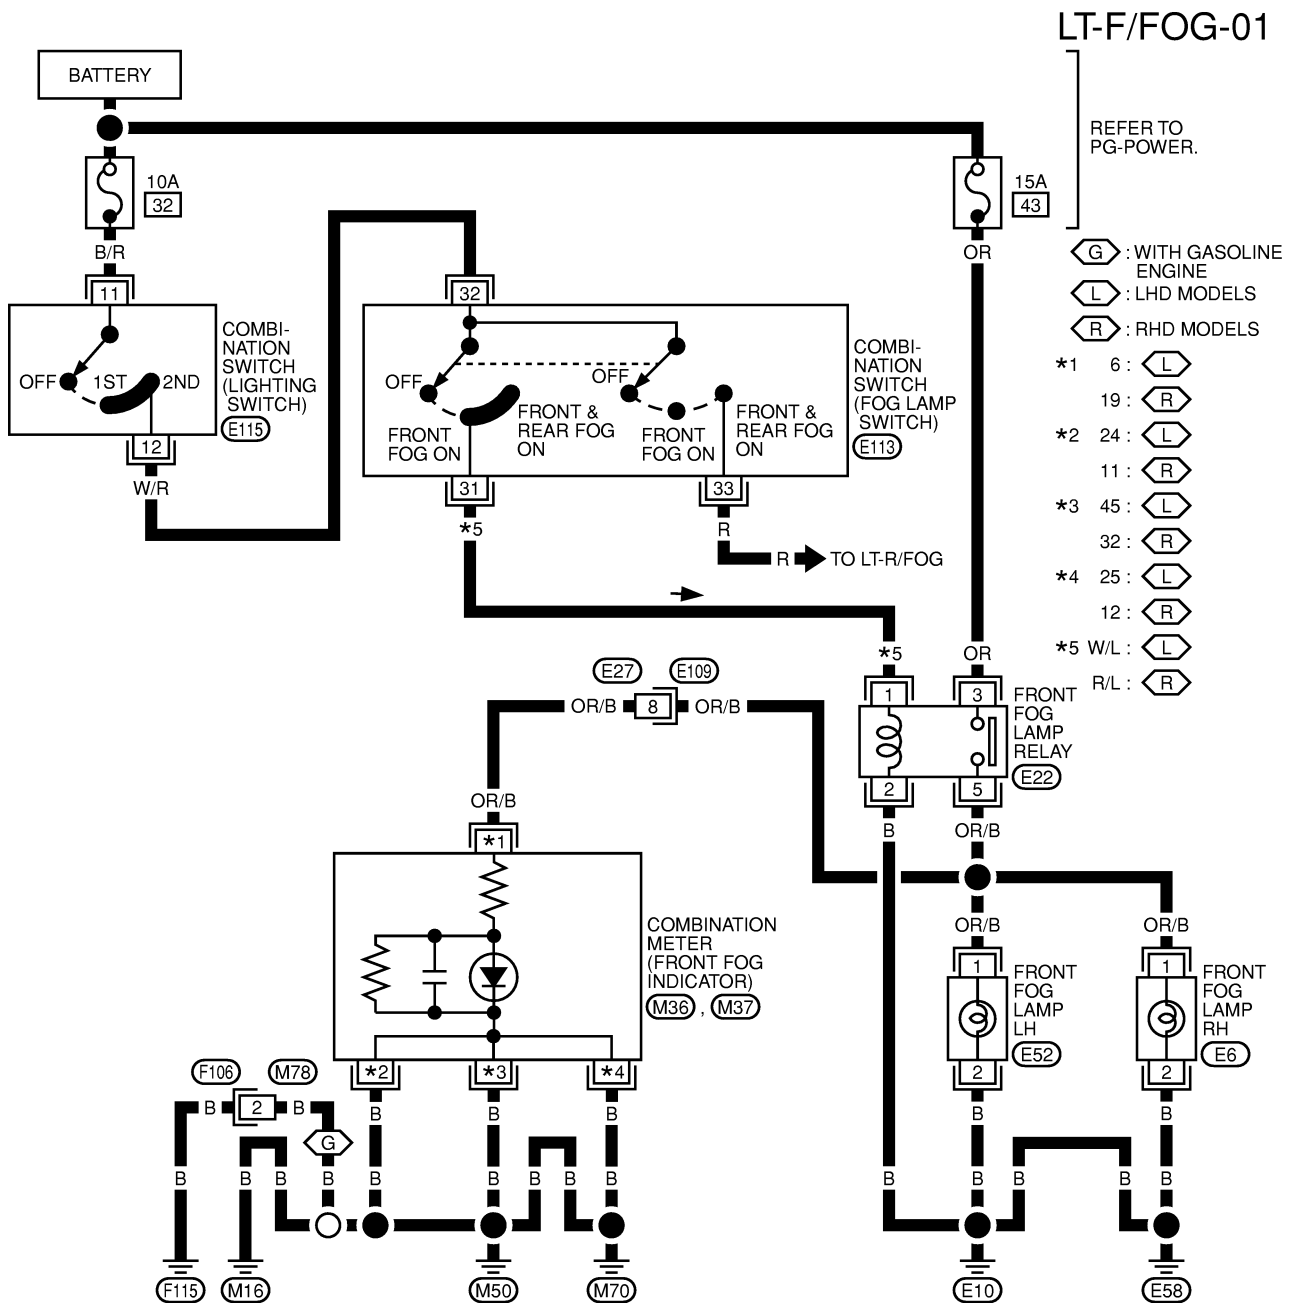 LT-F/FOG-01
BATTERY
REFER TO
PG-POWER.
10A
32
15A
43
B/R
OR
G : WITH GASOLINE
ENGINE
L : LHD MODELS
R : RHD MODELS
*1 6 : L
19 : R
*2 24 : L
11 : R
*3 45 : L
32 : R
*4 25 : L
12 : R
*5 W/L : L
R/L : R
11
OFF 1ST 2ND
COMBI-
NATION
SWITCH
(LIGHTING
SWITCH)
E115
12
W/R
32
OFF
FRONT
FOG ON
FRONT &
REAR FOG
ON
OFF
FRONT
FOG ON
FRONT &
REAR FOG
ON
COMBI-
NATION
SWITCH
(FOG LAMP
SWITCH)
E113
31
33
*5
R
R TO LT-R/FOG
*5
OR
E27 E109
OR/B 8 OR/B
1
3
FRONT
FOG
LAMP
RELAY
E22
2
5
B
OR/B
OR/B
*1
COMBINATION
METER
(FRONT FOG
INDICATOR)
M36 , M37
*2
*3
*4
OR/B
OR/B
1
FRONT
FOG
LAMP
LH
E52
2
1
FRONT
FOG
LAMP
RH
E6
2
F106 M78
B 2 B
G
B
B
B
B
B
B B B B B B B B B B B
F115
M16
M50
M70
E10
E58